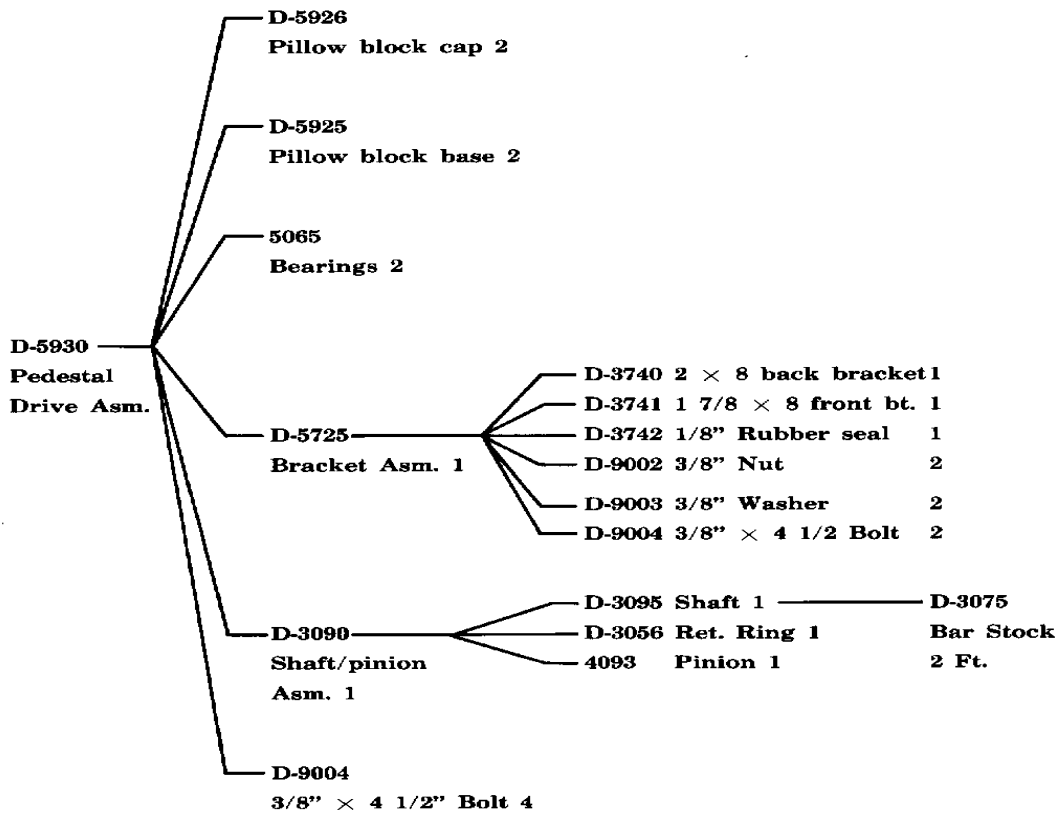 D-5926
Pillow block cap 2
D-5925
Pillow block base 2
5065
Bearings 2
D-5930
Pedestal
Drive Asm.
D-5725
Bracket Asm. 1
D-3740 2 × 8 back bracket 1
D-3741 1 7/8 × 8 front bt. 1
D-3742 1/8” Rubber seal 1
D-9002 3/8” Nut 2
D-9003 3/8” Washer 2
D-9004 3/8” × 4 1/2 Bolt 2
D-3090
Shaft/pinion
Asm. 1
D-3095 Shaft 1
D-3056 Ret. Ring 1
4093 Pinion 1
D-3075
Bar Stock
2 Ft.
D-9004
3/8” × 4 1/2” Bolt 4